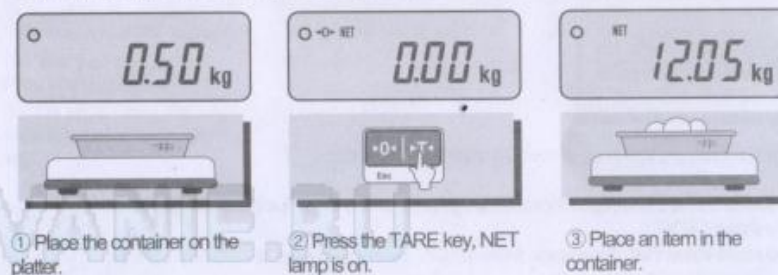 0.50 kg
→0← NET
0.00 kg
NET
12.05 kg
▸0◂ ▸T◂
① Place the container on the
platter.
② Press the TARE key, NET
lamp is on.
③ Place an item in the
container.